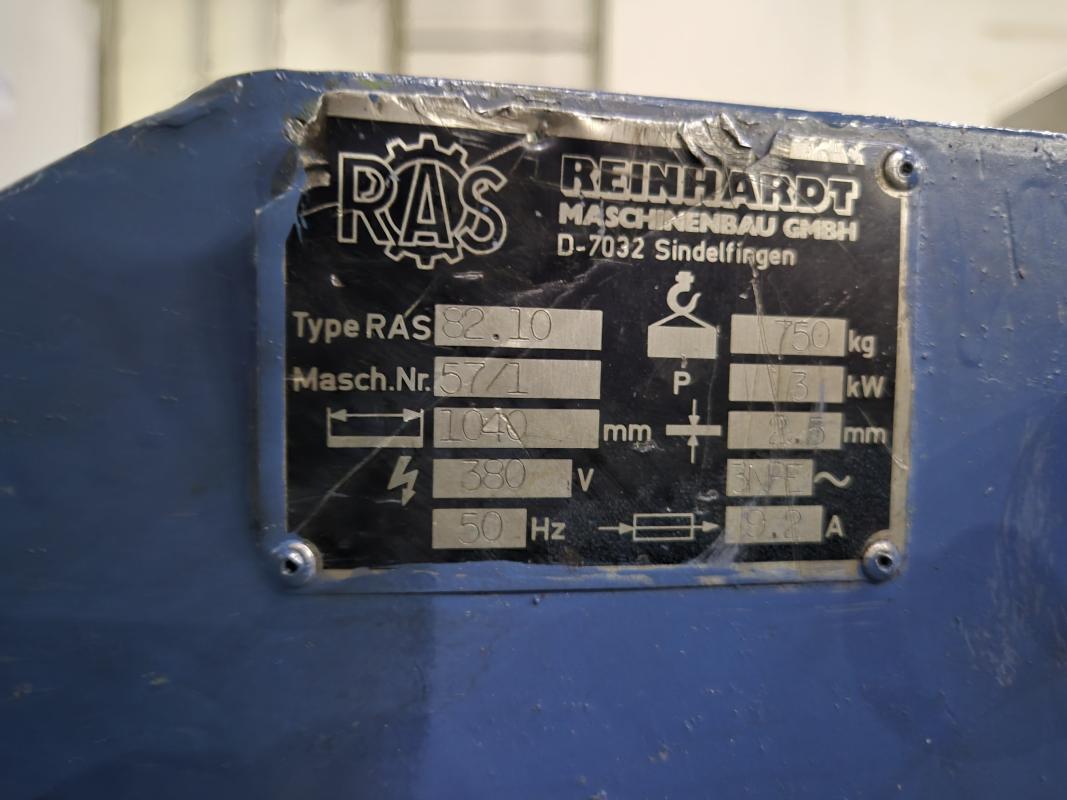 RAS
REINHARDT
MASCHINENBAU GMBH
D-7032 Sindelfingen
Type RAS 82.10
750 kg
Masch.Nr. 57/1
P 3 kW
1040 mm
2.5 mm
380 V
3NPE ~
50 Hz
9.2 A